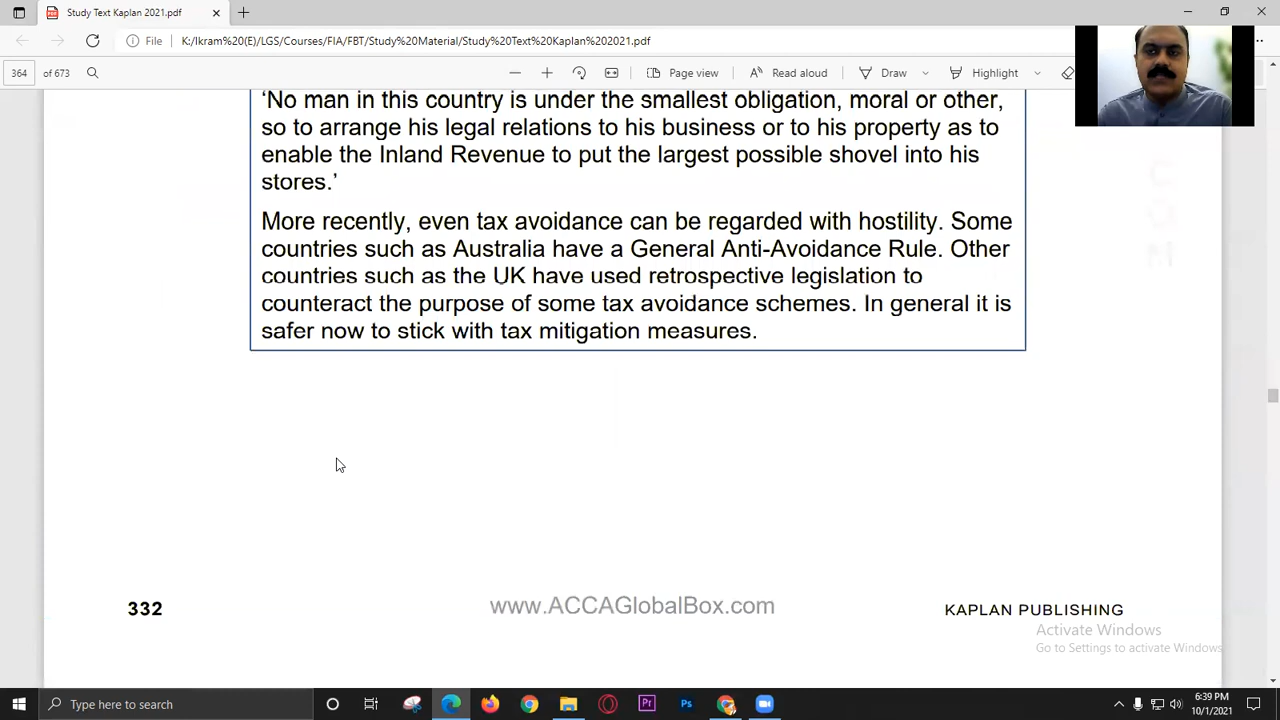 Study Text Kaplan 2021.pdf
File K:/Ikram%20(E)/LGS/Courses/FIA/FBT/Study%20Material/Study%20Text%20Kaplan%202021.pdf
364 of 673 Page view Read aloud Draw Highlight
‘No man in this country is under the smallest obligation, moral or other,
so to arrange his legal relations to his business or to his property as to
enable the Inland Revenue to put the largest possible shovel into his
stores.’
More recently, even tax avoidance can be regarded with hostility. Some
countries such as Australia have a General Anti-Avoidance Rule. Other
countries such as the UK have used retrospective legislation to
counteract the purpose of some tax avoidance schemes. In general it is
safer now to stick with tax mitigation measures.
332 www.ACCAGlobalBox.com KAPLAN PUBLISHING
Activate Windows
Go to Settings to activate Windows
Type here to search Pr Ps 6:39 PM
10/1/2021